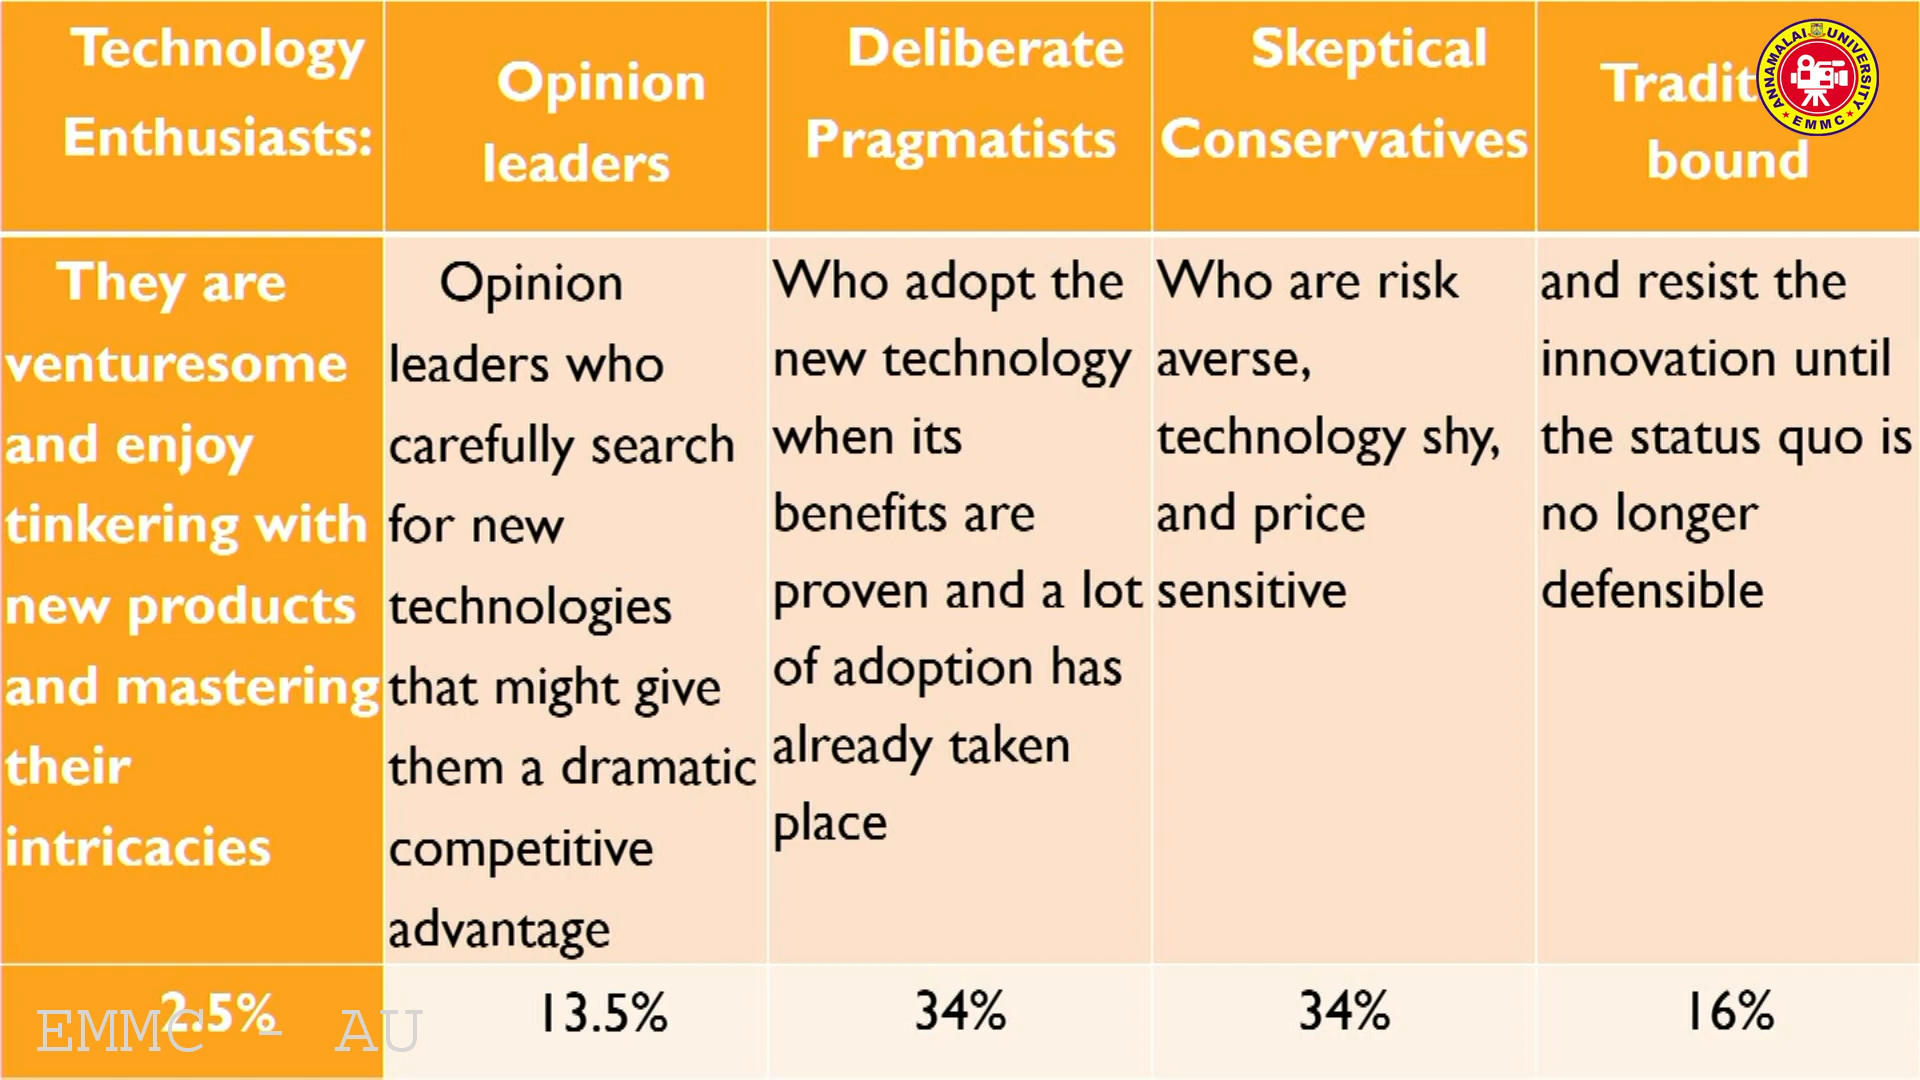 Technology
Enthusiasts:
Opinion
leaders
Deliberate
Pragmatists
Skeptical
Conservatives
bound
ANNAMALAI UNIVERSITY
EMMC
They are
venturesome
and enjoy
tinkering with
new products
and mastering
their
intricacies
Opinion
leaders who
carefully search
for new
technologies
that might give
them a dramatic
competitive
advantage
Who adopt the
new technology
when its
benefits are
proven and a lot
of adoption has
already taken
place
Who are risk
averse,
technology shy,
and price
sensitive
and resist the
innovation until
the status quo is
no longer
defensible
2.5%
13.5%
34%
34%
16%
EMMC - AU